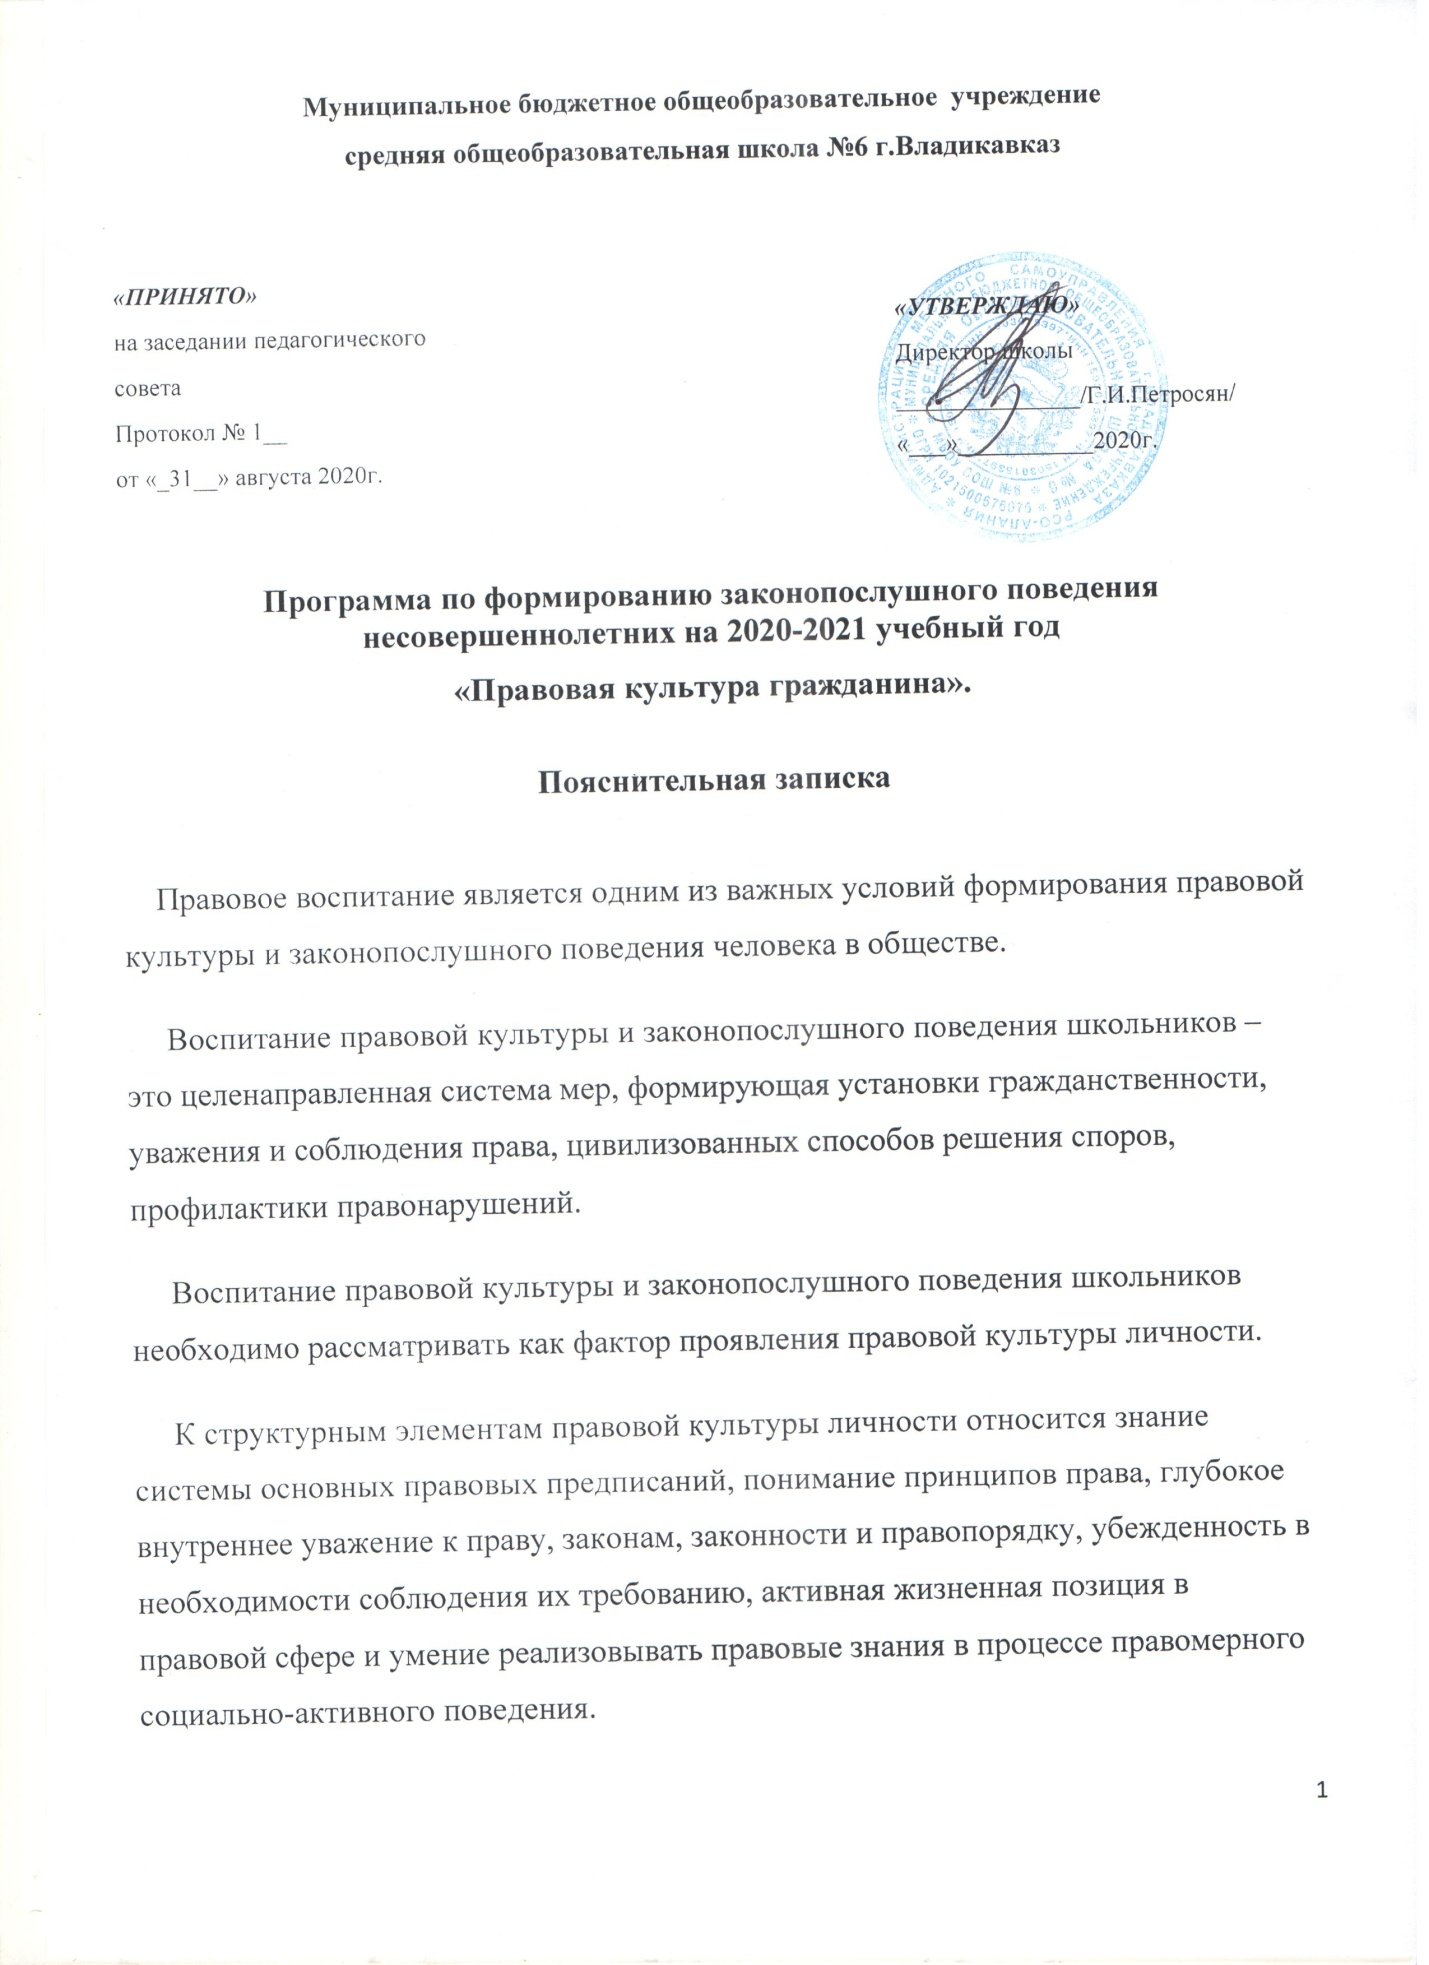 Муниципальное бюджетное общеобразовательное учреждение
средняя общеобразовательная школа №6 г.Владикавказ
«ПРИНЯТО»
на заседании педагогического
совета
Протокол № 1__
от «_31__» августа 2020г.
«УТВЕРЖДАЮ»
Директор школы
_______________/Г.И.Петросян/
«___»___________2020г.
Программа по формированию законопослушного поведения
несовершеннолетних на 2020-2021 учебный год
«Правовая культура гражданина».
Пояснительная записка
Правовое воспитание является одним из важных условий формирования правовой
культуры и законопослушного поведения человека в обществе.
Воспитание правовой культуры и законопослушного поведения школьников –
это целенаправленная система мер, формирующая установки гражданственности,
уважения и соблюдения права, цивилизованных способов решения споров,
профилактики правонарушений.
Воспитание правовой культуры и законопослушного поведения школьников
необходимо рассматривать как фактор проявления правовой культуры личности.
К структурным элементам правовой культуры личности относится знание
системы основных правовых предписаний, понимание принципов права, глубокое
внутреннее уважение к праву, законам, законности и правопорядку, убежденность в
необходимости соблюдения их требованию, активная жизненная позиция в
правовой сфере и умение реализовывать правовые знания в процессе правомерного
социально-активного поведения.
1